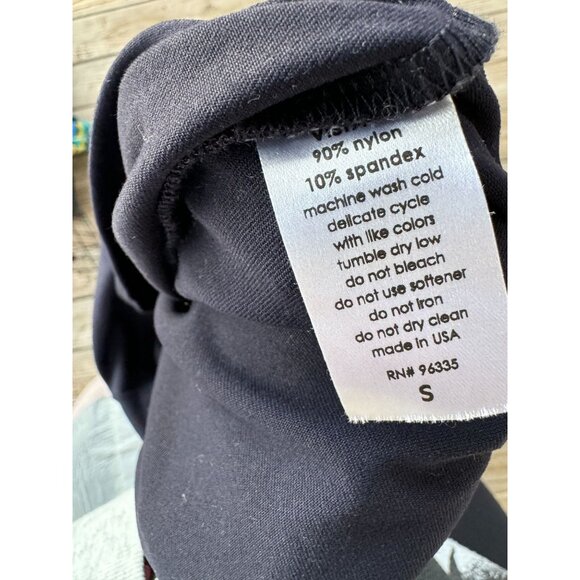 90% nylon
10% spandex
machine wash cold
delicate cycle
with like colors
tumble dry low
do not bleach
do not use softener
do not iron
do not dry clean
made in USA
RN# 96335
S